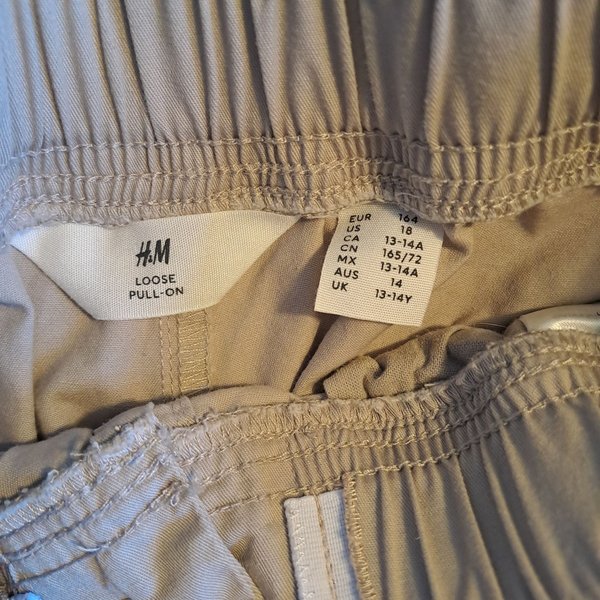 H&M
LOOSE
PULL-ON
EUR 164
US 18
CA 13-14A
CN 165/72
MX 13-14A
AUS 14
UK 13-14Y